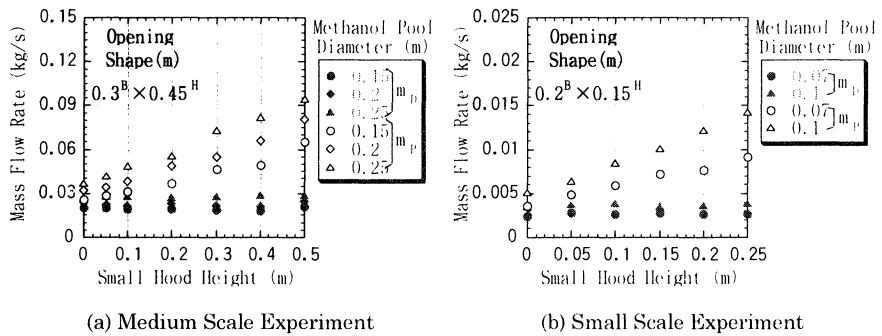 (a)
Mass Flow Rate (kg/s)
0.15
0.12
0.09
0.06
0.03
0
Opening
Shape(m)
0.3ᴮ×0.45ᴴ
0 0.1 0.2 0.3 0.4 0.5
Small Hood Height (m)
Methanol Pool
Diameter (m)
0.15
0.2
0.25
0.15
0.2
0.25
(a) Medium Scale Experiment
(b)
Mass Flow Rate (kg/s)
0.025
0.02
0.015
0.01
0.005
0
Opening
Shape(m)
0.2ᴮ×0.15ᴴ
0 0.05 0.1 0.15 0.2 0.25
Small Hood Height (m)
Methanol Pool
Diameter (m)
0.07
0.1
0.07
0.1
(b) Small Scale Experiment